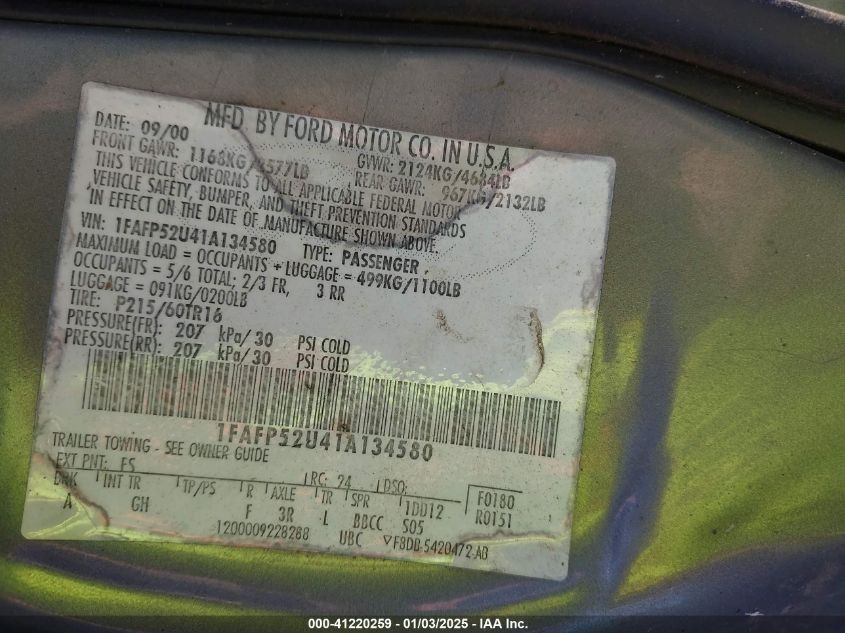 MFD BY FORD MOTOR CO. IN U.S.A.
DATE: 09/00 GVWR: 2124KG/4684LB
FRONT GAWR: 1168KG/2577LB REAR GAWR: 967KG/2132LB
THIS VEHICLE CONFORMS TO ALL APPLICABLE FEDERAL MOTOR
VEHICLE SAFETY, BUMPER, AND THEFT PREVENTION STANDARDS
IN EFFECT ON THE DATE OF MANUFACTURE SHOWN ABOVE
VIN: 1FAFP52U41A134580 TYPE: PASSENGER
MAXIMUM LOAD = OCCUPANTS + LUGGAGE = 499KG/1100LB
OCCUPANTS = 5/6 TOTAL; 2/3 FR, 3 RR
LUGGAGE = 091KG/0200LB
TIRE: P215/60TR16
PRESSURE(FR): 207 kPa/30 PSI COLD
PRESSURE(RR): 207 kPa/30 PSI COLD
1FAFP52U41A134580
TRAILER TOWING - SEE OWNER GUIDE
EXT PNT: FS RC: 74 DSO: F0180
BRK INT TR TP/PS R AXLE TR SPR 1DD12 R0151
A GH F 3R L BBCC S05
1200009228288 UBC ▽F8DB-5420472-AB
000-41220259 — 01/03/2025 — IAA Inc.